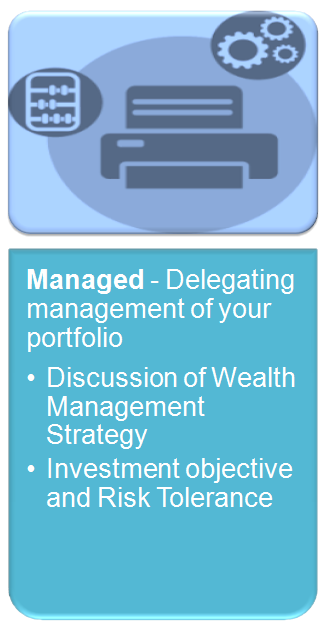 Managed - Delegating
management of your
portfolio
• Discussion of Wealth
Management
Strategy
• Investment objective
and Risk Tolerance